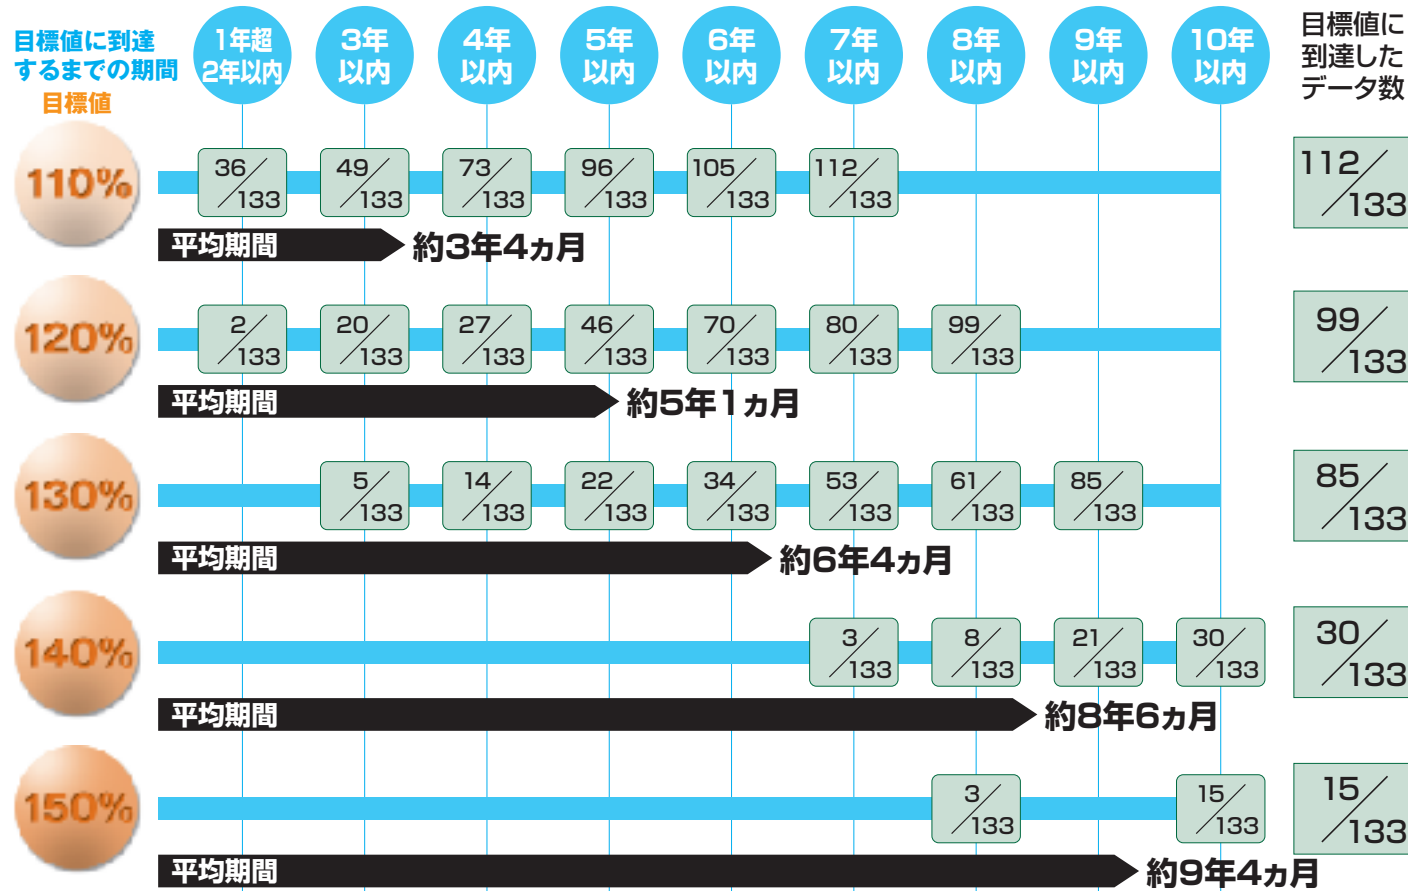 目標値に到達
するまでの期間
目標値
1年超
2年以内
3年
以内
4年
以内
5年
以内
6年
以内
7年
以内
8年
以内
9年
以内
10年
以内
目標値に
到達した
データ数
110%
36/133
49/133
73/133
96/133
105/133
112/133
112/133
平均期間 約3年4ヵ月
120%
2/133
20/133
27/133
46/133
70/133
80/133
99/133
99/133
平均期間 約5年1ヵ月
130%
5/133
14/133
22/133
34/133
53/133
61/133
85/133
85/133
平均期間 約6年4ヵ月
140%
3/133
8/133
21/133
30/133
30/133
平均期間 約8年6ヵ月
150%
3/133
15/133
15/133
平均期間 約9年4ヵ月